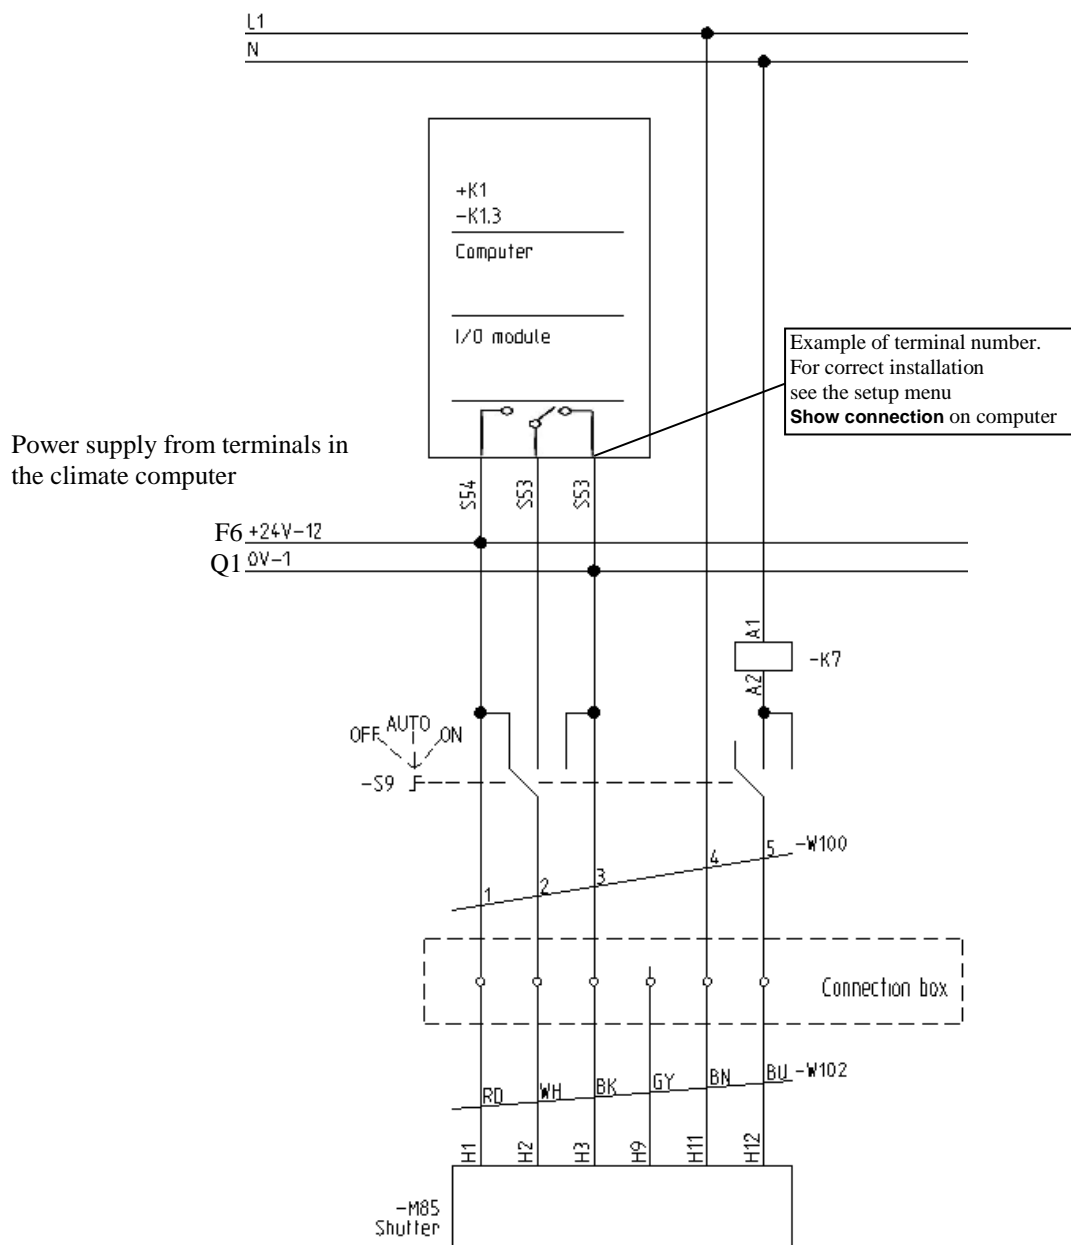 L1
N
+K1
-K1.3
Computer
I/O module
Example of terminal number.
For correct installation
see the setup menu
Show connection on computer
Power supply from terminals in
the climate computer
S54
S53
S53
F6 +24V-12
Q1 0V-1
A1
-K7
A2
OFF AUTO ON
-S9
-W100
1 2 3 4 5
Connection box
RD WH BK GY BN BU -W102
H1 H2 H3 H9 H11 H12
-M85
Shutter